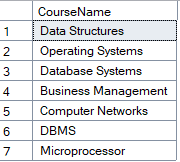 CourseName
1 Data Structures
2 Operating Systems
3 Database Systems
4 Business Management
5 Computer Networks
6 DBMS
7 Microprocessor